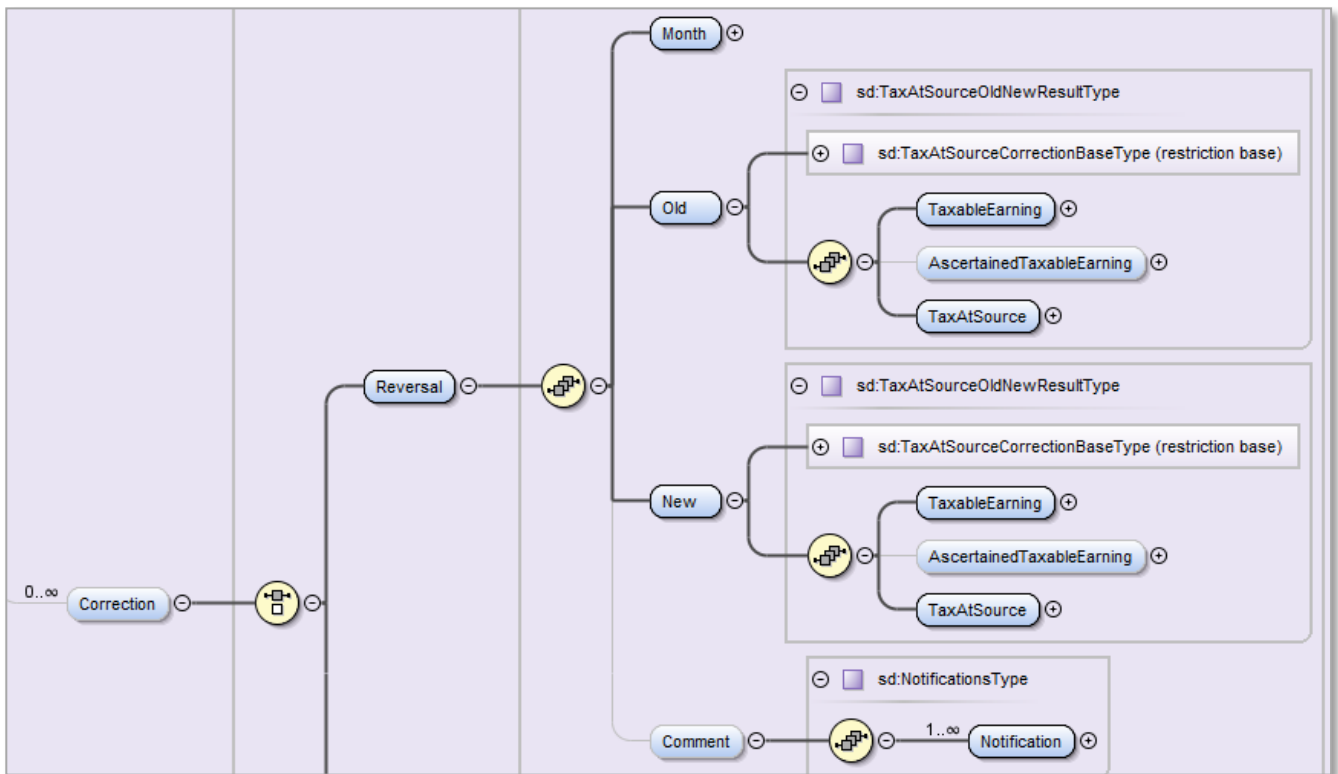 Month
sd:TaxAtSourceOldNewResultType
sd:TaxAtSourceCorrectionBaseType (restriction base)
Old
TaxableEarning
AscertainedTaxableEarning
TaxAtSource
Reversal
sd:TaxAtSourceOldNewResultType
sd:TaxAtSourceCorrectionBaseType (restriction base)
New
TaxableEarning
AscertainedTaxableEarning
TaxAtSource
0..∞
Correction
sd:NotificationsType
Comment
1..∞
Notification